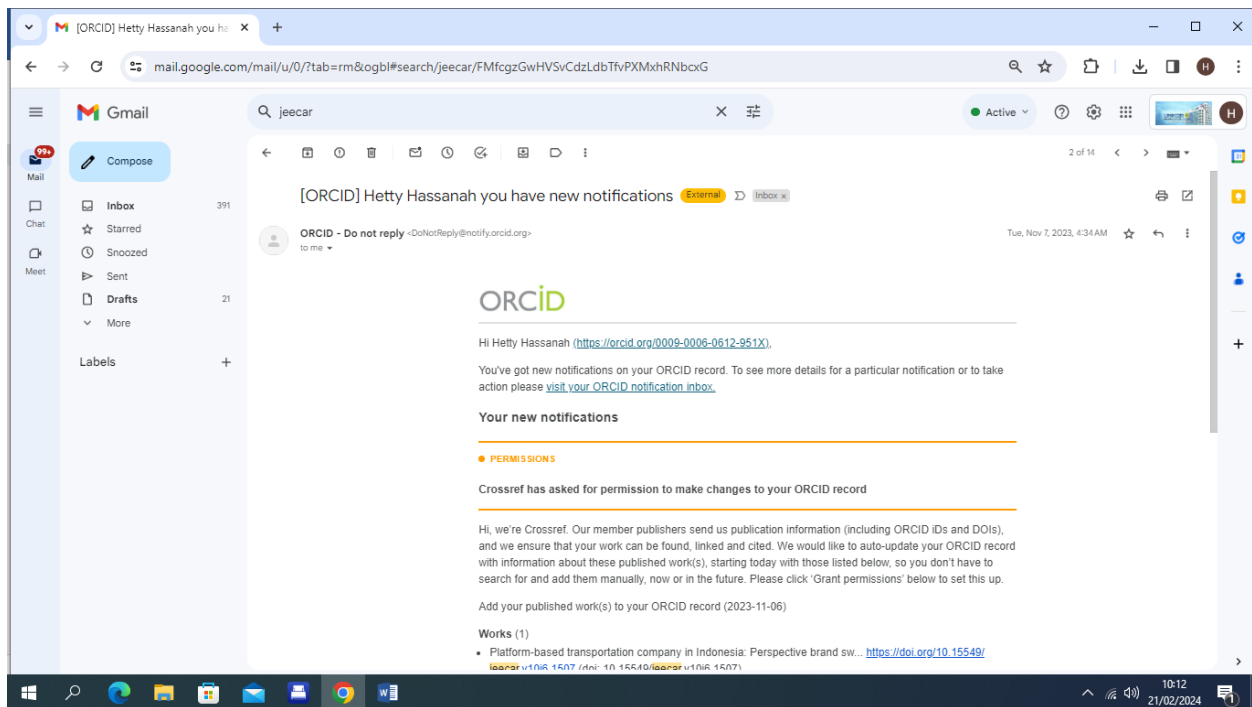 [ORCID] Hetty Hassanah you ha
mail.google.com/mail/u/0/?tab=rm&ogbl#search/jeecar/FMfcgzGwHVSvCdzLdbTfvPXMxhRNbcxG
H
Gmail
jeecar
Active
H
99+
Mail
Chat
Meet
Compose
Inbox 391
Starred
Snoozed
Sent
Drafts 21
More
Labels
2 of 14
[ORCID] Hetty Hassanah you have new notifications External Inbox x
ORCID - Do not reply <DoNotReply@notify.orcid.org> Tue, Nov 7, 2023, 4:34 AM
to me
ORCID
Hi Hetty Hassanah (https://orcid.org/0009-0006-0612-951X),
You've got new notifications on your ORCID record. To see more details for a particular notification or to take
action please visit your ORCID notification inbox.
Your new notifications
PERMISSIONS
Crossref has asked for permission to make changes to your ORCID record
Hi, we're Crossref. Our member publishers send us publication information (including ORCID iDs and DOIs),
and we ensure that your work can be found, linked and cited. We would like to auto-update your ORCID record
with information about these published work(s), starting today with those listed below, so you don't have to
search for and add them manually, now or in the future. Please click 'Grant permissions' below to set this up.
Add your published work(s) to your ORCID record (2023-11-06)
Works (1)
Platform-based transportation company in Indonesia: Perspective brand sw... https://doi.org/10.15549/
jeecar.v10i6.1507 (doi: 10.15549/jeecar.v10i6.1507)
10:12
21/02/2024
1